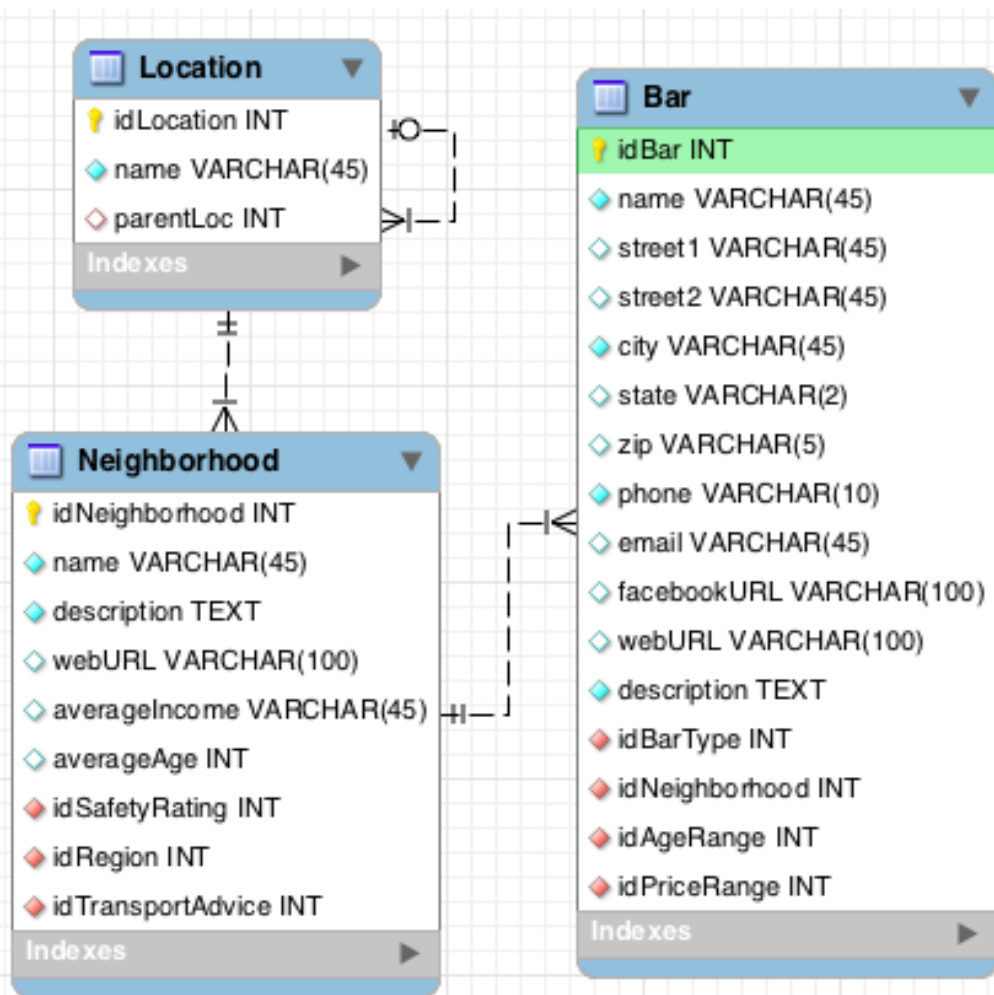 Location
idLocation INT
name VARCHAR(45)
parentLoc INT
Indexes
Neighborhood
idNeighborhood INT
name VARCHAR(45)
description TEXT
webURL VARCHAR(100)
averageIncome VARCHAR(45)
averageAge INT
idSafetyRating INT
idRegion INT
idTransportAdvice INT
Indexes
Bar
idBar INT
name VARCHAR(45)
street1 VARCHAR(45)
street2 VARCHAR(45)
city VARCHAR(45)
state VARCHAR(2)
zip VARCHAR(5)
phone VARCHAR(10)
email VARCHAR(45)
facebookURL VARCHAR(100)
webURL VARCHAR(100)
description TEXT
idBarType INT
idNeighborhood INT
idAgeRange INT
idPriceRange INT
Indexes